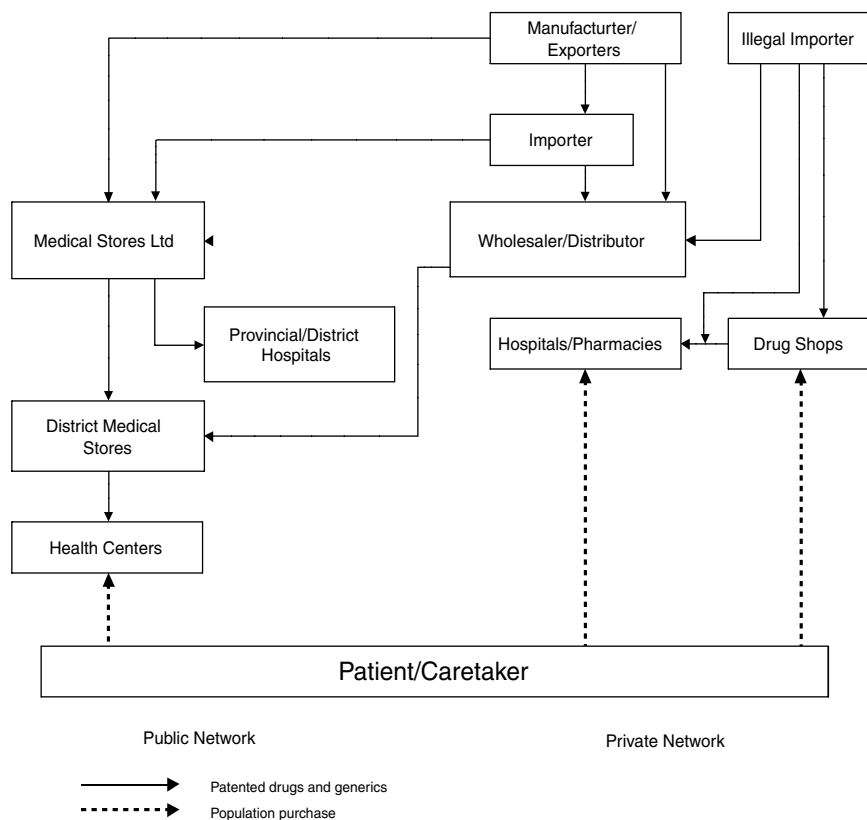 Manufacturter/
Exporters
Illegal Importer
Importer
Medical Stores Ltd
Wholesaler/Distributor
Provincial/District
Hospitals
Hospitals/Pharmacies
Drug Shops
District Medical
Stores
Health Centers
Patient/Caretaker
Public Network
Private Network
Patented drugs and generics
Population purchase